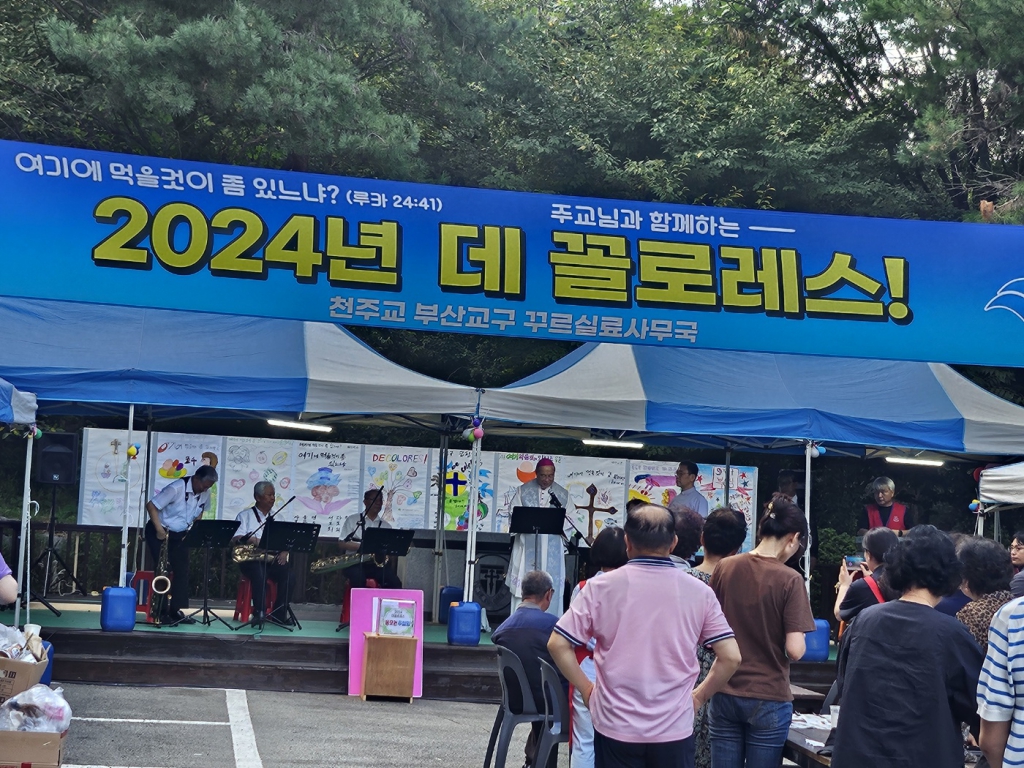 여기에 먹을것이 좀 있느냐? (루카 24:41)
주교님과 함께하는
2024년 데 꼴로레스!
천주교 부산교구 꾸르실료사무국
DECOLORE!